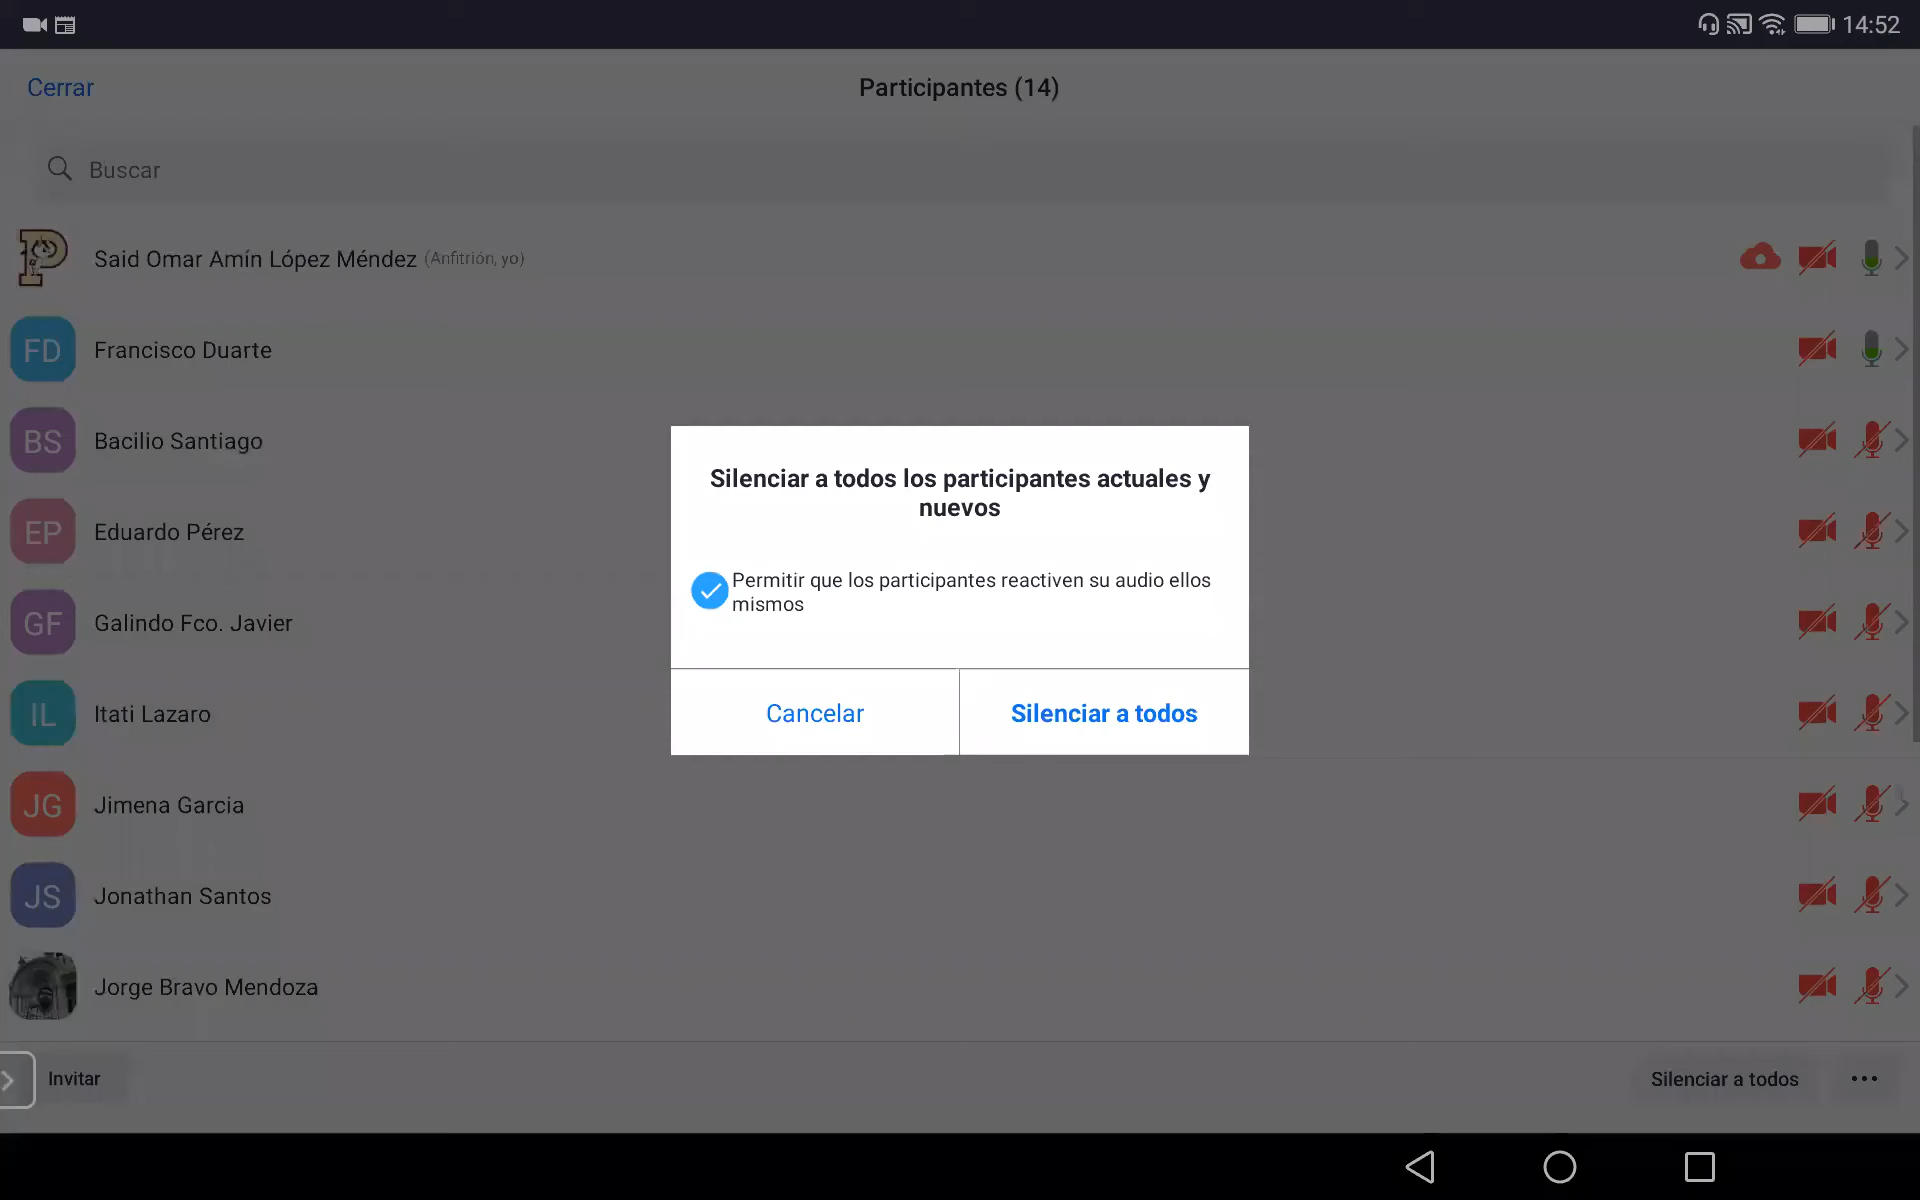 14:52
Cerrar
Participantes (14)
Buscar
Said Omar Amín López Méndez (Anfitrión, yo)
FD Francisco Duarte
BS Bacilio Santiago
EP Eduardo Pérez
GF Galindo Fco. Javier
IL Itati Lazaro
JG Jimena Garcia
JS Jonathan Santos
Jorge Bravo Mendoza
Silenciar a todos los participantes actuales y
nuevos
Permitir que los participantes reactiven su audio ellos
mismos
Cancelar
Silenciar a todos
Invitar
Silenciar a todos